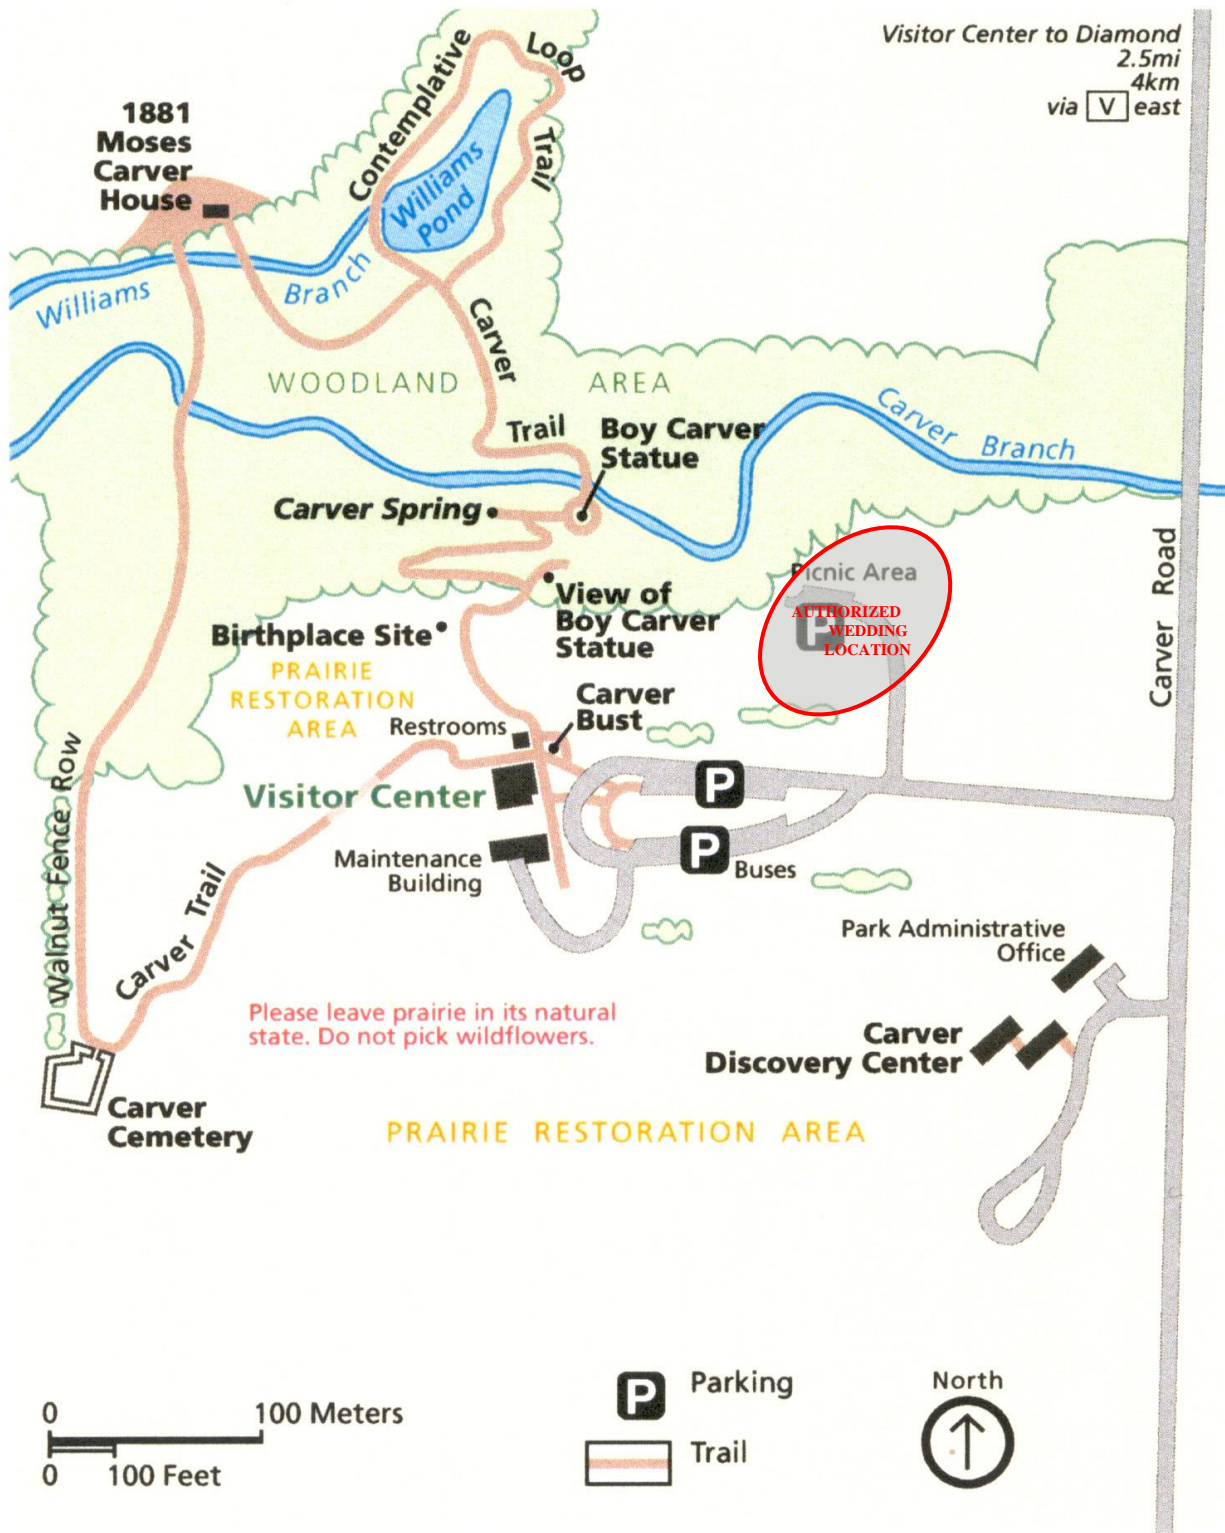 Visitor Center to Diamond
2.5mi
4km
via V east
Contemplative
Loop
Trail
1881
Moses
Carver
House
Williams
Pond
Williams
Branch
Carver
Trail
WOODLAND AREA
Boy Carver
Statue
Carver Branch
Carver Spring
View of
Boy Carver
Statue
Picnic Area
P
AUTHORIZED
WEDDING
LOCATION
Carver Road
Birthplace Site
PRAIRIE
RESTORATION
AREA
Carver
Bust
Restrooms
Visitor Center
P
P
Buses
Maintenance
Building
Walnut Fence Row
Carver Trail
Park Administrative
Office
Please leave prairie in its natural
state. Do not pick wildflowers.
Carver
Discovery Center
Carver
Cemetery
PRAIRIE RESTORATION AREA
0 100 Meters
0 100 Feet
P Parking
Trail
North